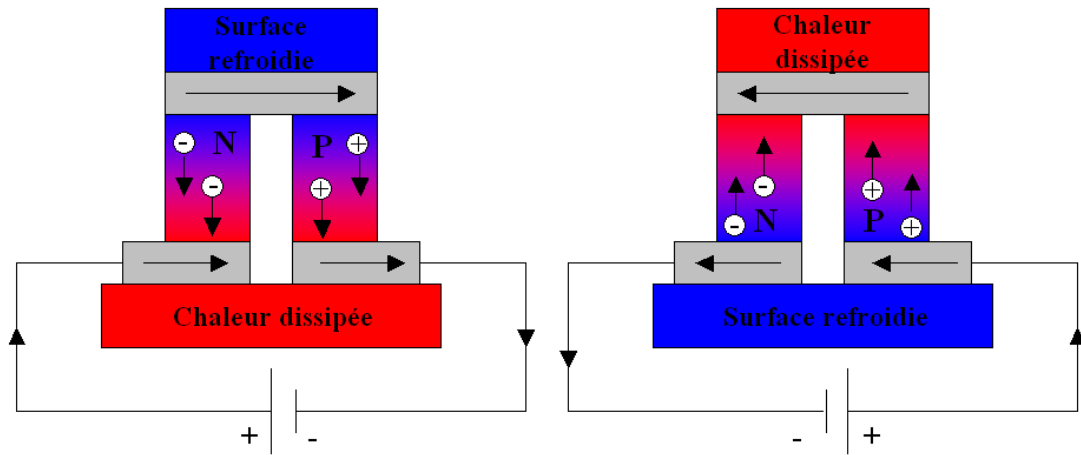 Surface
refroidie
N
P
Chaleur dissipée
+ -
Chaleur
dissipée
N
P
Surface refroidie
- +